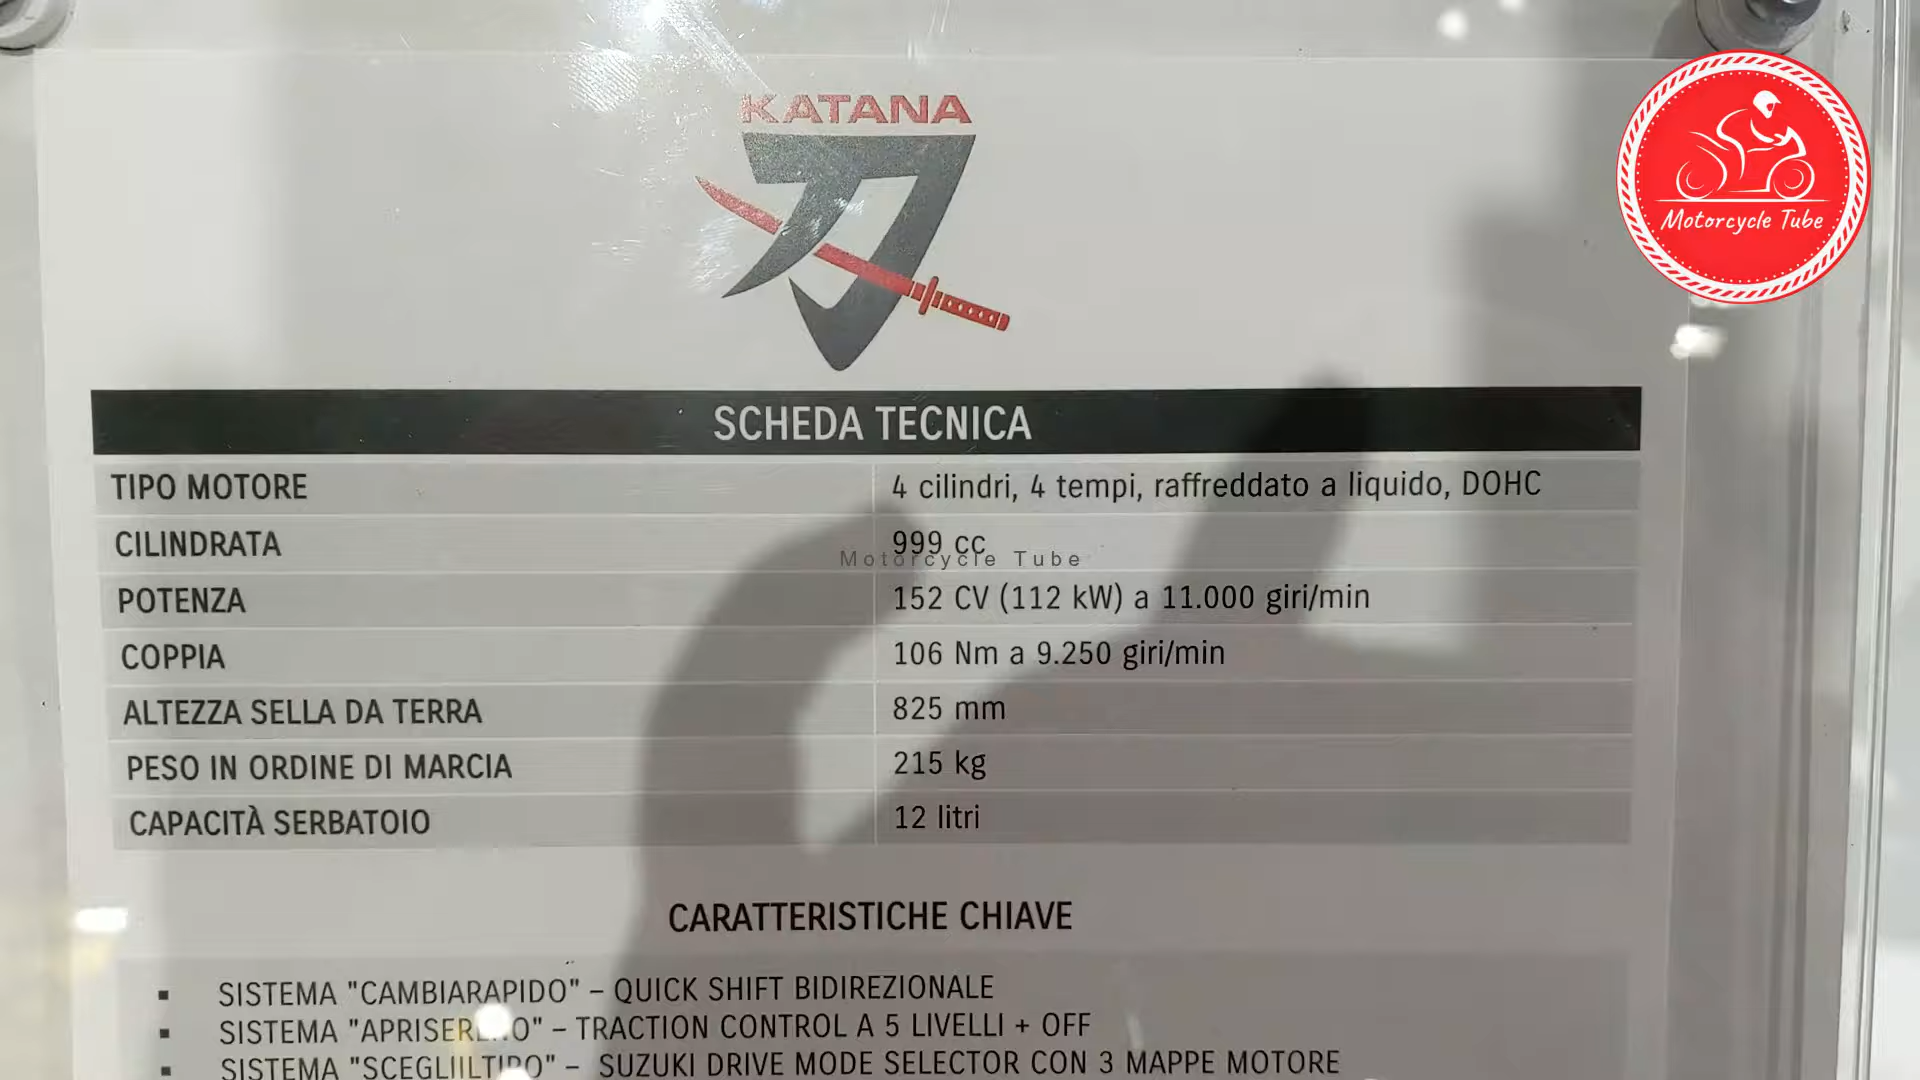 KATANA
刀
Motorcycle Tube
SCHEDA TECNICA
TIPO MOTORE 4 cilindri, 4 tempi, raffreddato a liquido, DOHC
CILINDRATA 999 cc
Motorcycle Tube
POTENZA 152 CV (112 kW) a 11.000 giri/min
COPPIA 106 Nm a 9.250 giri/min
ALTEZZA SELLA DA TERRA 825 mm
PESO IN ORDINE DI MARCIA 215 kg
CAPACITÀ SERBATOIO 12 litri
CARATTERISTICHE CHIAVE
▪ SISTEMA "CAMBIARAPIDO" – QUICK SHIFT BIDIREZIONALE
▪ SISTEMA – TRACTION CONTROL A 5 LIVELLI + OFF
▪ SISTEMA "SCEGLIILTIPO" – SUZUKI DRIVE MODE SELECTOR CON 3 MAPPE MOTORE